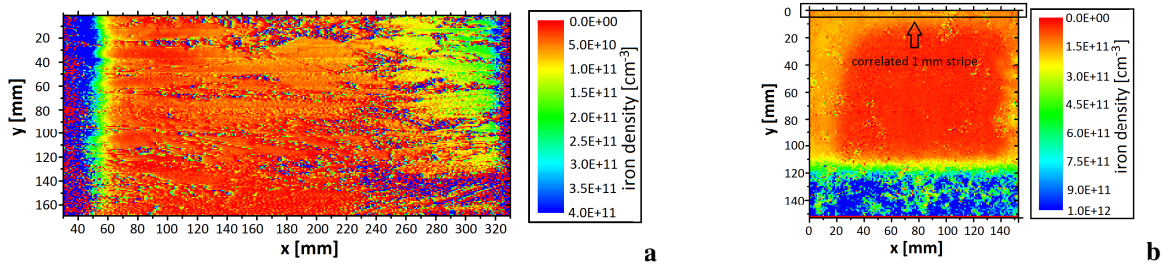 y [mm]
20
40
60
80
100
120
140
160
40 60 80 100 120 140 160 180 200 220 240 260 280 300 320
x [mm]
0.0E+00
5.0E+10
1.0E+11
1.5E+11
2.0E+11
2.5E+11
3.0E+11
3.5E+11
4.0E+11
iron density [cm-3]
a
y [mm]
0
20
40
60
80
100
120
140
correlated 1 mm stripe
0 20 40 60 80 100 120 140
x [mm]
0.0E+00
1.5E+11
3.0E+11
4.5E+11
5.0E+11
7.5E+11
9.0E+11
1.0E+12
iron density [cm-3]
b